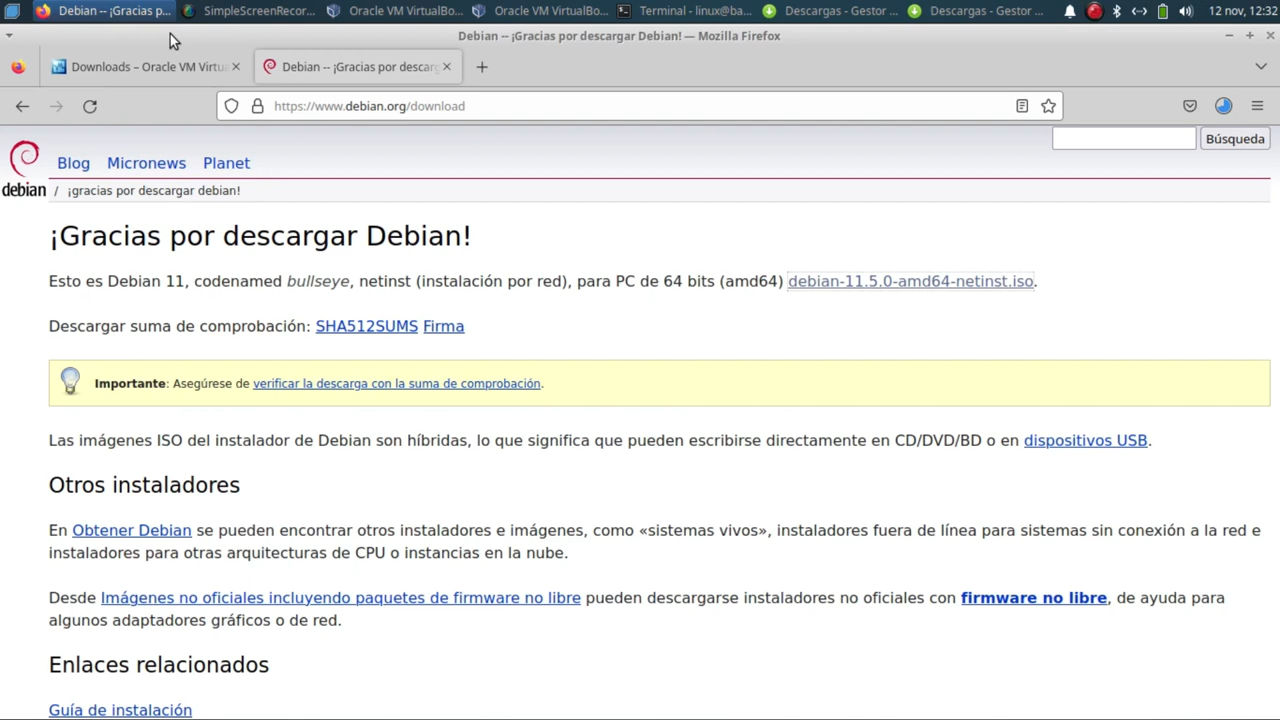 Debian -- ¡Gracias p...
SimpleScreenRecor...
Oracle VM VirtualBo...
Oracle VM VirtualBo...
Terminal - linux@ba...
Descargas - Gestor ...
Descargas - Gestor ...
12 nov, 12:32
Debian -- ¡Gracias por descargar Debian! — Mozilla Firefox
Downloads – Oracle VM Virtu
Debian -- ¡Gracias por descarg
https://www.debian.org/download
Búsqueda
Blog Micronews Planet
debian / ¡gracias por descargar debian!
¡Gracias por descargar Debian!
Esto es Debian 11, codenamed bullseye, netinst (instalación por red), para PC de 64 bits (amd64) debian-11.5.0-amd64-netinst.iso.
Descargar suma de comprobación: SHA512SUMS Firma
Importante: Asegúrese de verificar la descarga con la suma de comprobación.
Las imágenes ISO del instalador de Debian son híbridas, lo que significa que pueden escribirse directamente en CD/DVD/BD o en dispositivos USB.
Otros instaladores
En Obtener Debian se pueden encontrar otros instaladores e imágenes, como «sistemas vivos», instaladores fuera de línea para sistemas sin conexión a la red e
instaladores para otras arquitecturas de CPU o instancias en la nube.
Desde Imágenes no oficiales incluyendo paquetes de firmware no libre pueden descargarse instaladores no oficiales con firmware no libre, de ayuda para
algunos adaptadores gráficos o de red.
Enlaces relacionados
Guía de instalación